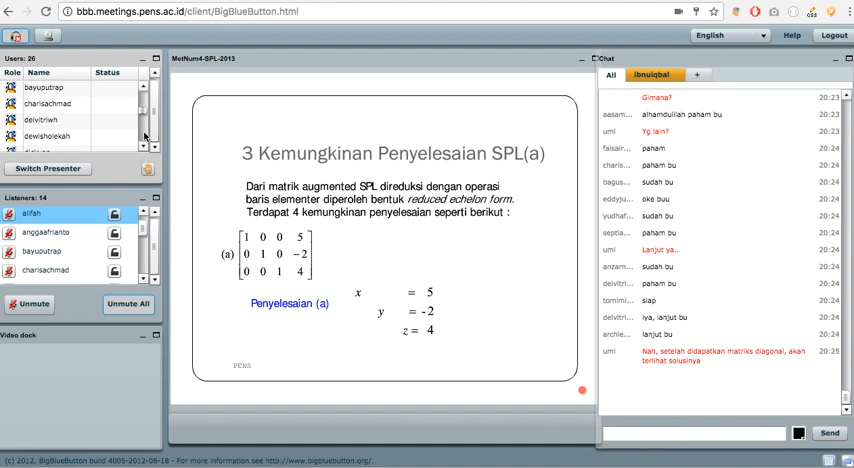 bbb.meetings.pens.ac.id/client/BigBlueButton.html
English
Help
Logout
Users: 26
Role Name Status
bayuputrap
charisachmad
delvitriwh
dewisholekah
Switch Presenter
Listeners: 14
alifah
anggaafrianto
bayuputrap
charisachmad
Unmute
Unmute All
Video dock
MetNum4-SPL-2013
3 Kemungkinan Penyelesaian SPL(a)
Dari matrik augmented SPL direduksi dengan operasi
baris elementer diperoleh bentuk reduced echelon form.
Terdapat 4 kemungkinan penyelesaian seperti berikut :
(a)
1 0 0 5
0 1 0 −2
0 0 1 4
Penyelesaian (a)
x = 5
y = -2
z = 4
PENS
Chat
All ibnuiqbal +
Gimana? 20:23
aasam... alhamdulilah paham bu 20:23
umi Yg lain? 20:23
faisalr... paham 20:24
charis... paham bu 20:24
bagus... sudah bu 20:24
eddyju... oke buu 20:24
yudhaf... sudah bu 20:24
septia... paham bu 20:24
umi Lanjut ya.. 20:24
anzarn... sudah bu 20:24
delvitri... paham bu 20:24
tomimi... siap 20:24
delvitri... iya, lanjut bu 20:24
archie... lanjut bu 20:24
umi Nah, setelah didapatkan matriks diagonal, akan 20:25
terlihat solusinya
Send
(c) 2012, BigBlueButton build 4005-2012-06-18 - For more information see http://www.bigbluebutton.org/.